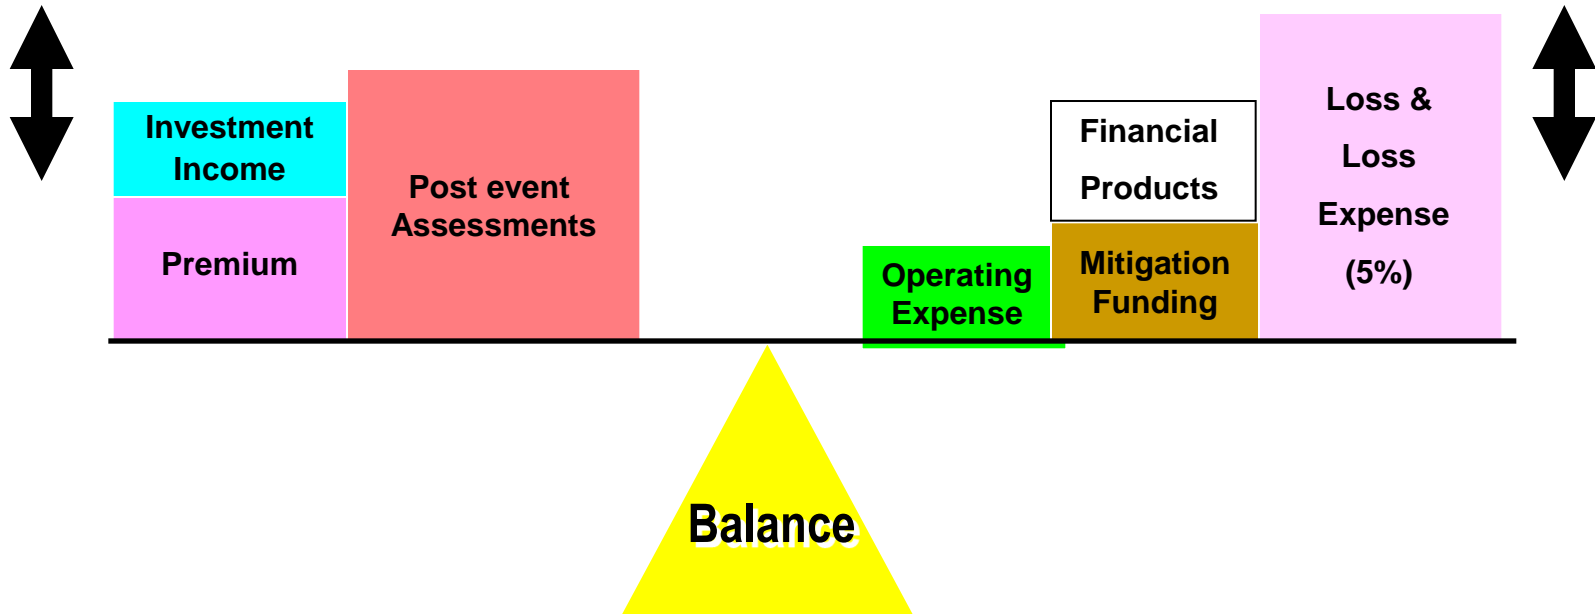 Investment
Income
Premium
Post event
Assessments
Operating
Expense
Financial
Products
Mitigation
Funding
Loss &
Loss
Expense
(5%)
Balance